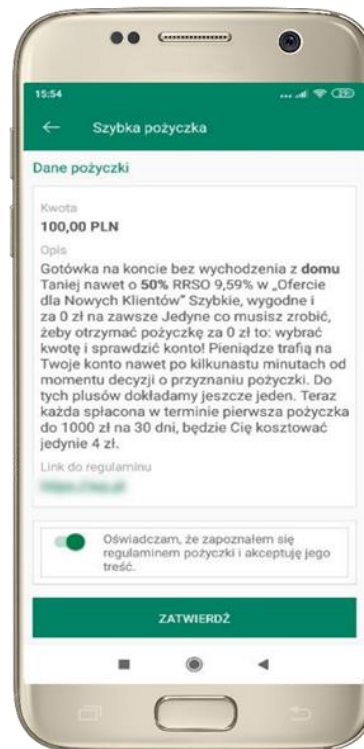 15:54
Szybka pożyczka
Dane pożyczki
Kwota
100,00 PLN
Opis
Gotówka na koncie bez wychodzenia z domu
Taniej nawet o 50% RRSO 9,59% w „Ofercie
dla Nowych Klientów” Szybkie, wygodne i
za 0 zł na zawsze Jedyne co musisz zrobić,
żeby otrzymać pożyczkę za 0 zł to: wybrać
kwotę i sprawdzić konto! Pieniądze trafią na
Twoje konto nawet po kilkunastu minutach od
momentu decyzji o przyznaniu pożyczki. Do
tych plusów dokładamy jeszcze jeden. Teraz
każda spłacona w terminie pierwsza pożyczka
do 1000 zł na 30 dni, będzie Cię kosztować
jedynie 4 zł.
Link do regulaminu
Oświadczam, że zapoznałem się
regulaminem pożyczki i akceptuję jego
treść.
ZATWIERDŹ